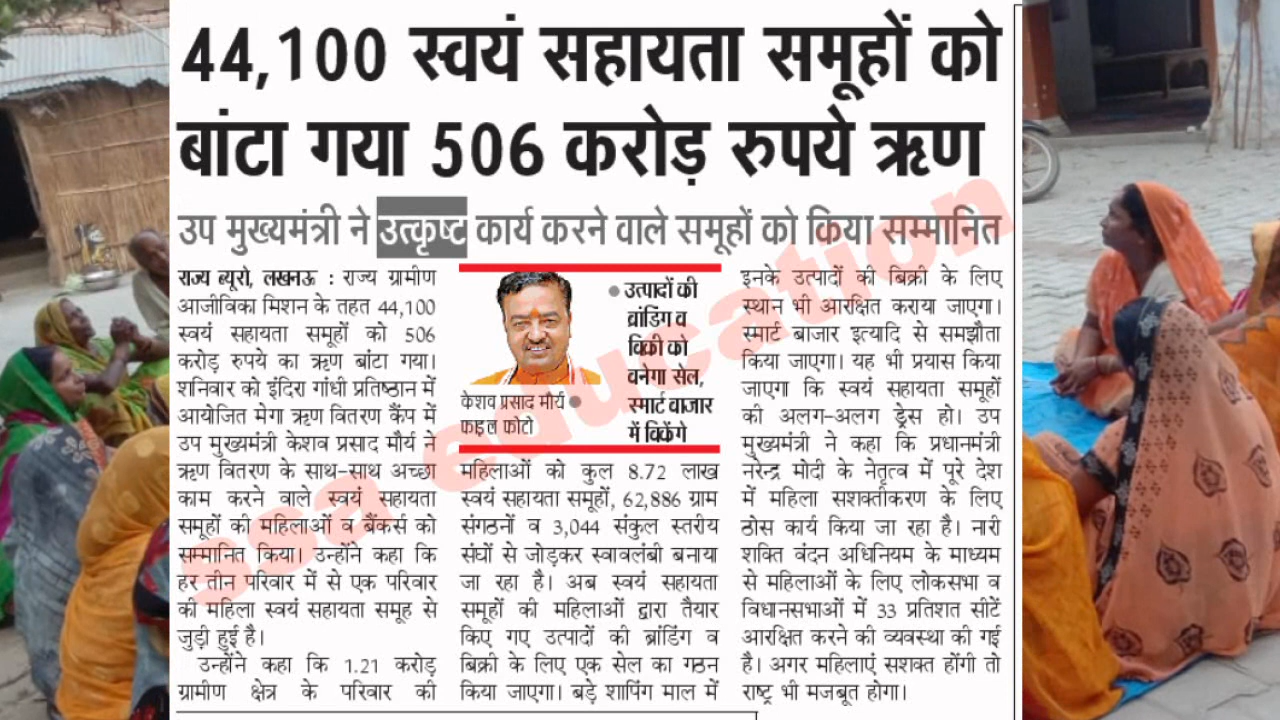 44,100 स्वयं सहायता समूहों को
बांटा गया 506 करोड़ रुपये ऋण
उप मुख्यमंत्री ने उत्कृष्ट कार्य करने वाले समूहों को किया सम्मानित
राज्य ब्यूरो, लखनऊ : राज्य ग्रामीण
आजीविका मिशन के तहत 44,100
स्वयं सहायता समूहों को 506
करोड़ रुपये का ऋण बांटा गया।
शनिवार को इंदिरा गांधी प्रतिष्ठान में
आयोजित मेगा ऋण वितरण कैंप में
उप मुख्यमंत्री केशव प्रसाद मौर्य ने
ऋण वितरण के साथ-साथ अच्छा
काम करने वाले स्वयं सहायता
समूहों की महिलाओं व बैंकर्स को
सम्मानित किया। उन्होंने कहा कि
हर तीन परिवार में से एक परिवार
की महिला स्वयं सहायता समूह से
जुड़ी हुई है।
उन्होंने कहा कि 1.21 करोड़
ग्रामीण क्षेत्र के परिवार की
केशव प्रसाद मौर्य ●
फाइल फोटो
● उत्पादों की
ब्रांडिंग व
बिक्री को
बनेगा सेल,
स्मार्ट बाजार
में बिकेंगे
महिलाओं को कुल 8.72 लाख
स्वयं सहायता समूहों, 62,886 ग्राम
संगठनों व 3,044 संकुल स्तरीय
संघों से जोड़कर स्वावलंबी बनाया
जा रहा है। अब स्वयं सहायता
समूहों की महिलाओं द्वारा तैयार
किए गए उत्पादों की ब्रांडिंग व
बिक्री के लिए एक सेल का गठन
किया जाएगा। बड़े शापिंग माल में
इनके उत्पादों की बिक्री के लिए
स्थान भी आरक्षित कराया जाएगा।
स्मार्ट बाजार इत्यादि से समझौता
किया जाएगा। यह भी प्रयास किया
जाएगा कि स्वयं सहायता समूहों
की अलग-अलग ड्रेस हो। उप
मुख्यमंत्री ने कहा कि प्रधानमंत्री
नरेन्द्र मोदी के नेतृत्व में पूरे देश
में महिला सशक्तीकरण के लिए
ठोस कार्य किया जा रहा है। नारी
शक्ति वंदन अधिनियम के माध्यम
से महिलाओं के लिए लोकसभा व
विधानसभाओं में 33 प्रतिशत सीटें
आरक्षित करने की व्यवस्था की गई
है। अगर महिलाएं सशक्त होंगी तो
राष्ट्र भी मजबूत होगा।
ssa education